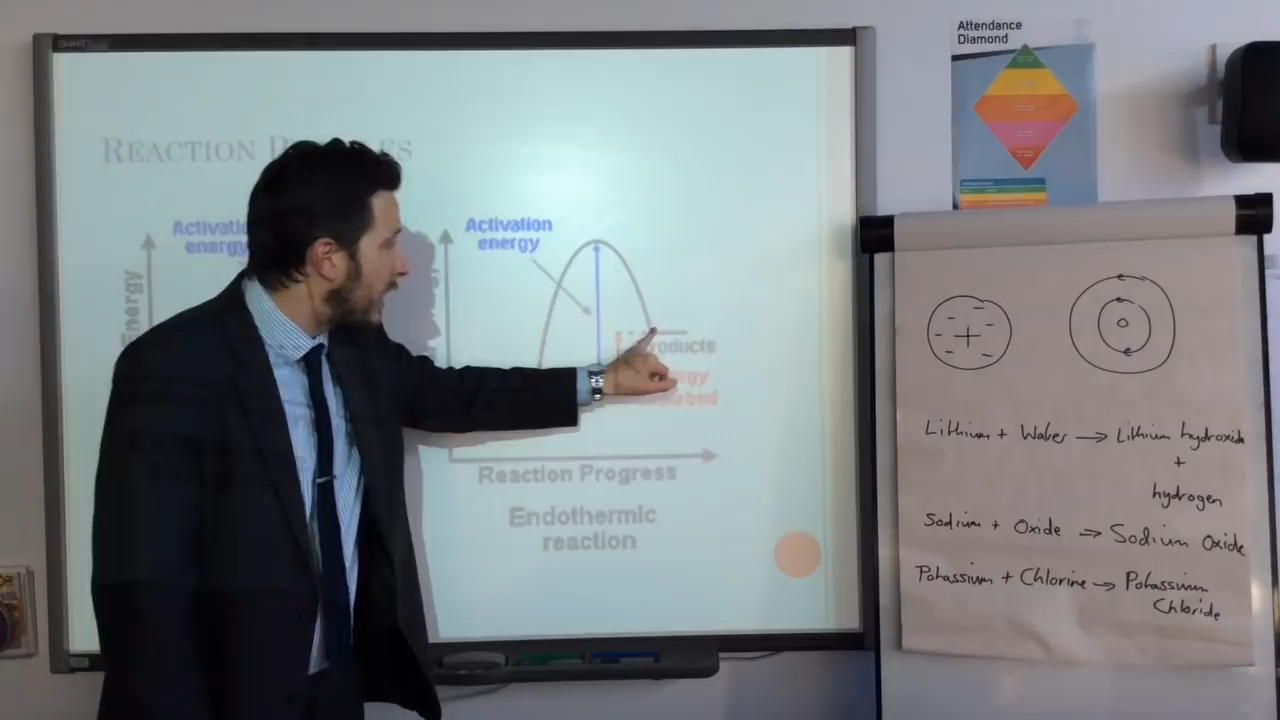 Attendance
Diamond
REACTION
Activation
energy
Energy
Activation
energy
Reaction Progress
Endothermic
reaction
Lithium + Water → Lithium hydroxide
+
hydrogen
Sodium + Oxide → Sodium Oxide
Potassium + Chlorine → Potassium
Chloride